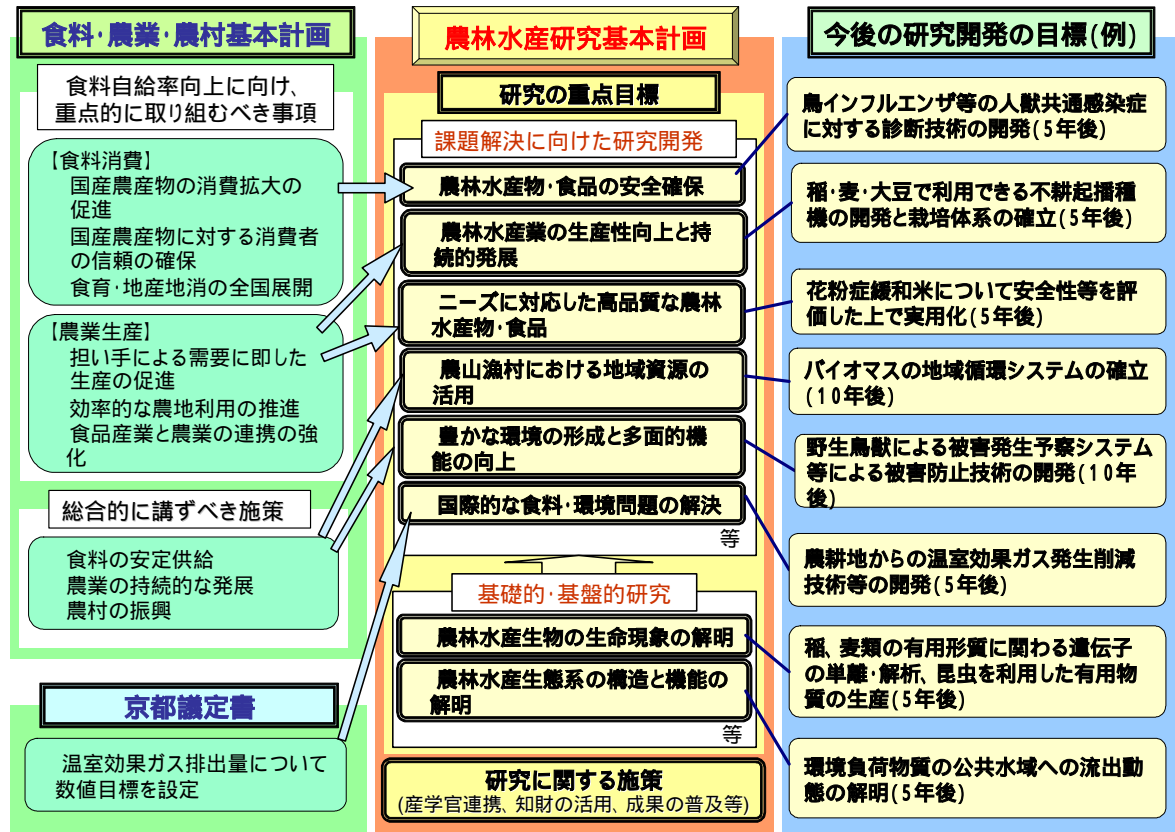 食料・農業・農村基本計画
食料自給率向上に向け、
重点的に取り組むべき事項
【食料消費】
国産農産物の消費拡大の
促進
国産農産物に対する消費者
の信頼の確保
食育・地産地消の全国展開
【農業生産】
担い手による需要に即した
生産の促進
効率的な農地利用の推進
食品産業と農業の連携の強
化
総合的に講ずべき施策
食料の安定供給
農業の持続的な発展
農村の振興
京都議定書
温室効果ガス排出量について
数値目標を設定
農林水産研究基本計画
研究の重点目標
課題解決に向けた研究開発
農林水産物・食品の安全確保
農林水産業の生産性向上と持
続的発展
ニーズに対応した高品質な農林
水産物・食品
農山漁村における地域資源の
活用
豊かな環境の形成と多面的機
能の向上
国際的な食料・環境問題の解決
等
基礎的・基盤的研究
農林水産生物の生命現象の解明
農林水産生態系の構造と機能の
解明
等
研究に関する施策
(産学官連携、知財の活用、成果の普及等)
今後の研究開発の目標(例)
鳥インフルエンザ等の人獣共通感染症
に対する診断技術の開発(5年後)
稲・麦・大豆で利用できる不耕起播種
機の開発と栽培体系の確立(5年後)
花粉症緩和米について安全性等を評
価した上で実用化(5年後)
バイオマスの地域循環システムの確立
(10年後)
野生鳥獣による被害発生予察システム
等による被害防止技術の開発(10年
後)
農耕地からの温室効果ガス発生削減
技術等の開発(5年後)
稲、麦類の有用形質に関わる遺伝子
の単離・解析、昆虫を利用した有用物
質の生産(5年後)
環境負荷物質の公共水域への流出動
態の解明(5年後)